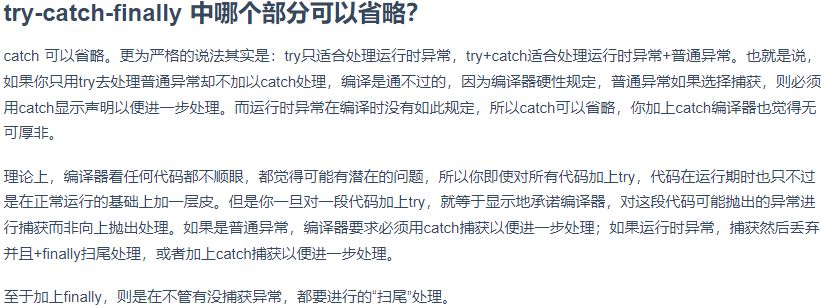 try-catch-finally 中哪个部分可以省略？
catch 可以省略。更为严格的说法其实是：try只适合处理运行时异常，try+catch适合处理运行时异常+普通异常。也就是说，
如果你只用try去处理普通异常却不加以catch处理，编译是通不过的，因为编译器硬性规定，普通异常如果选择捕获，则必须
用catch显示声明以便进一步处理。而运行时异常在编译时没有如此规定，所以catch可以省略，你加上catch编译器也觉得无
可厚非。
理论上，编译器看任何代码都不顺眼，都觉得可能有潜在的问题，所以你即使对所有代码加上try，代码在运行期时也只不过
是在正常运行的基础上加一层皮。但是你一旦对一段代码加上try，就等于显示地承诺编译器，对这段代码可能抛出的异常进
行捕获而非向上抛出处理。如果是普通异常，编译器要求必须用catch捕获以便进一步处理；如果运行时异常，捕获然后丢弃
并且+finally扫尾处理，或者加上catch捕获以便进一步处理。
至于加上finally，则是在不管有没捕获异常，都要进行的“扫尾”处理。